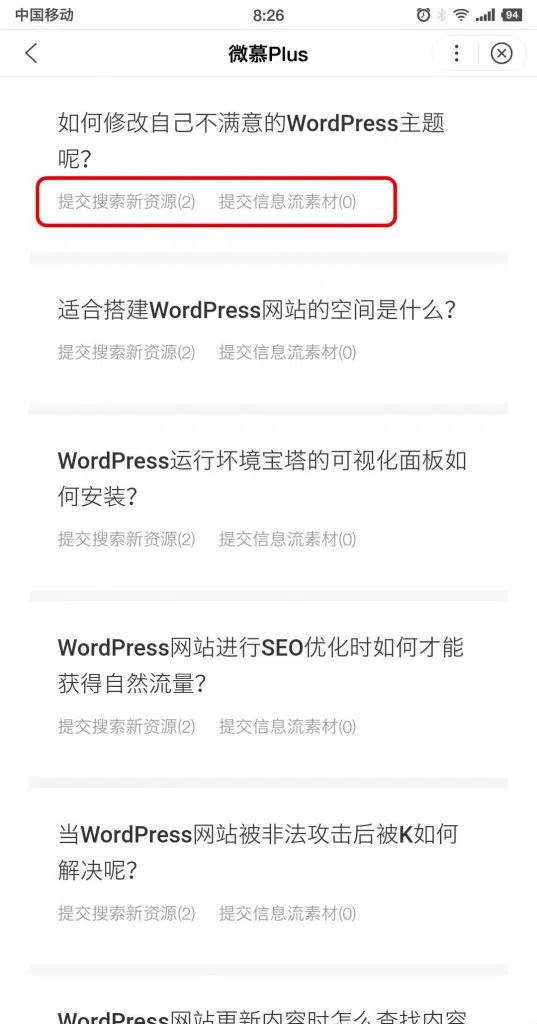 中国移动 8:26 94
微慕Plus
如何修改自己不满意的WordPress主题
呢?
提交搜索新资源(2) 提交信息流素材(0)
适合搭建WordPress网站的空间是什么?
提交搜索新资源(2) 提交信息流素材(0)
WordPress运行坏境宝塔的可视化面板如
何安装?
提交搜索新资源(2) 提交信息流素材(0)
WordPress网站进行SEO优化时如何才能
获得自然流量?
提交搜索新资源(2) 提交信息流素材(0)
当WordPress网站被非法攻击后被K如何
解决呢?
提交搜索新资源(2) 提交信息流素材(0)
WordPress网站更新内容时怎么查找内容